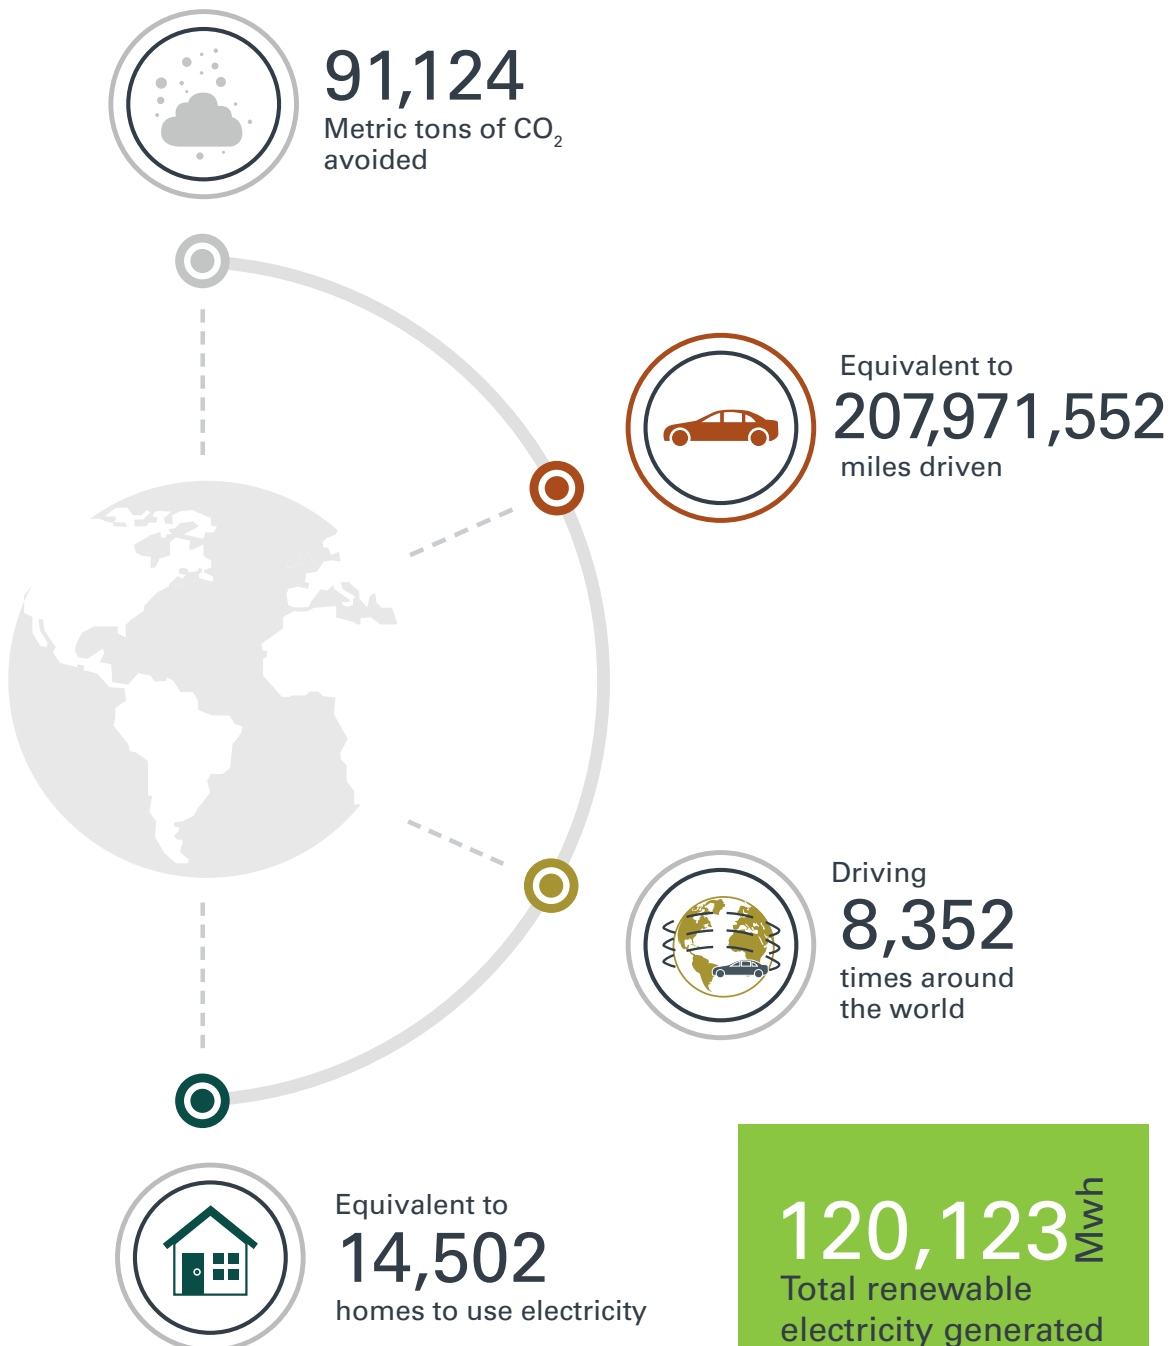 91,124
Metric tons of CO₂
avoided
Equivalent to
207,971,552
miles driven
Driving
8,352
times around
the world
Equivalent to
14,502
homes to use electricity
120,123 Mwh
Total renewable
electricity generated